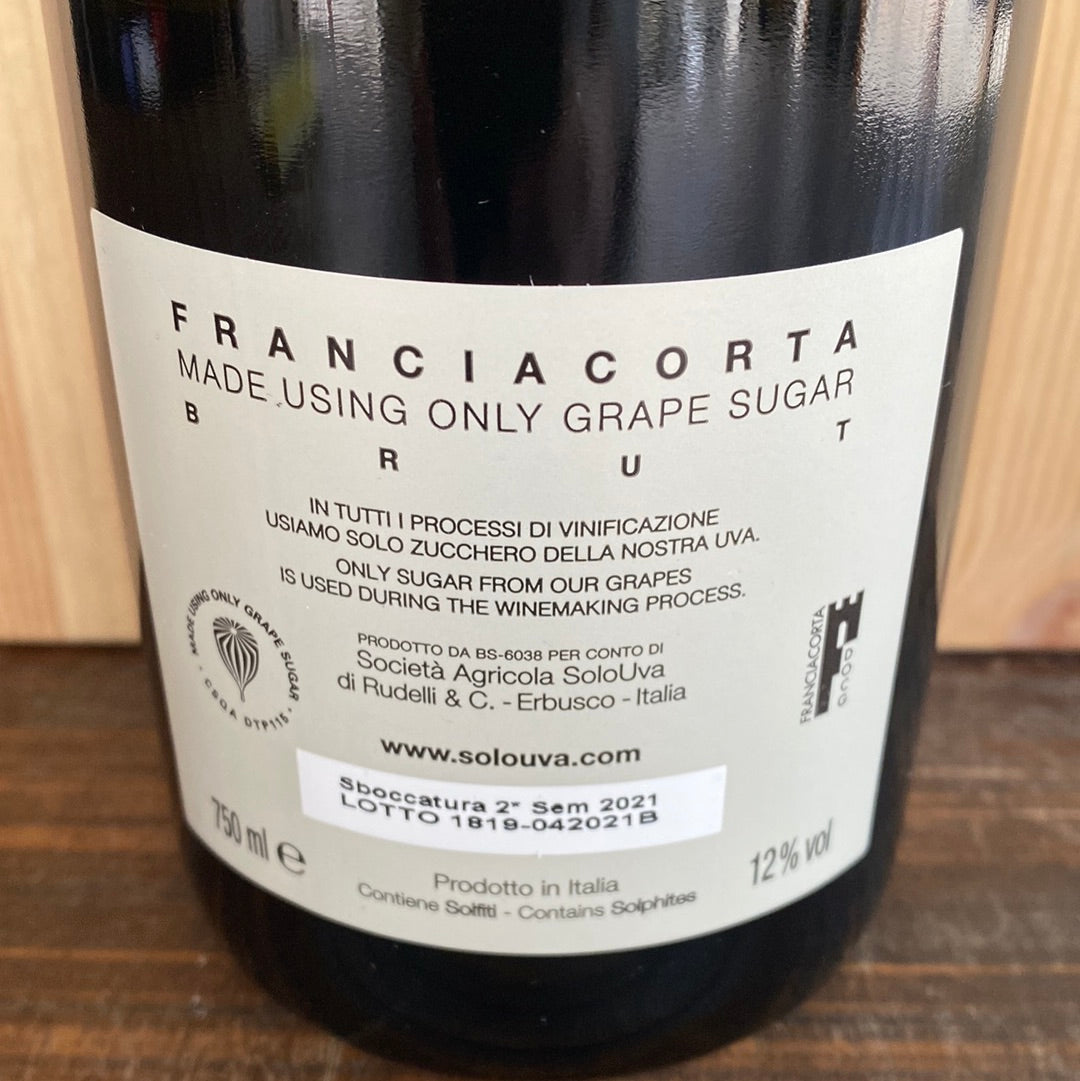 FRANCIACORTA
MADE USING ONLY GRAPE SUGAR
BRUT
IN TUTTI I PROCESSI DI VINIFICAZIONE
USIAMO SOLO ZUCCHERO DELLA NOSTRA UVA.
ONLY SUGAR FROM OUR GRAPES
IS USED DURING THE WINEMAKING PROCESS.
MADE USING ONLY GRAPE SUGAR
CSQA DTP115
PRODOTTO DA BS-6038 PER CONTO DI
Società Agricola SoloUva
di Rudelli & C. - Erbusco - Italia
FRANCIACORTA
www.solouva.com
Sboccatura 2° Sem 2021
LOTTO 1819-042021B
750 ml e
12% vol
Prodotto in Italia
Contiene Solfiti - Contains Solphites